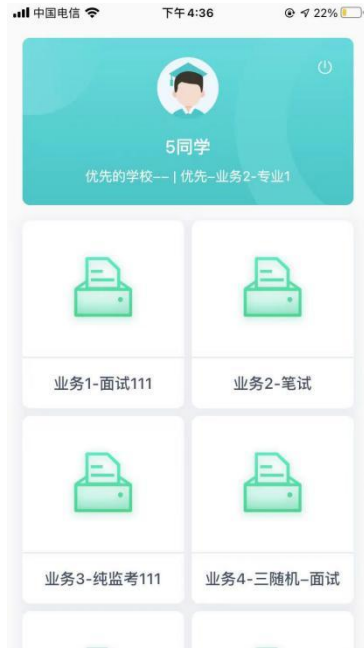 中国电信 下午4:36 22%
5同学
优先的学校-- | 优先-业务2-专业1
业务1-面试111 业务2-笔试
业务3-纯监考111 业务4-三随机-面试